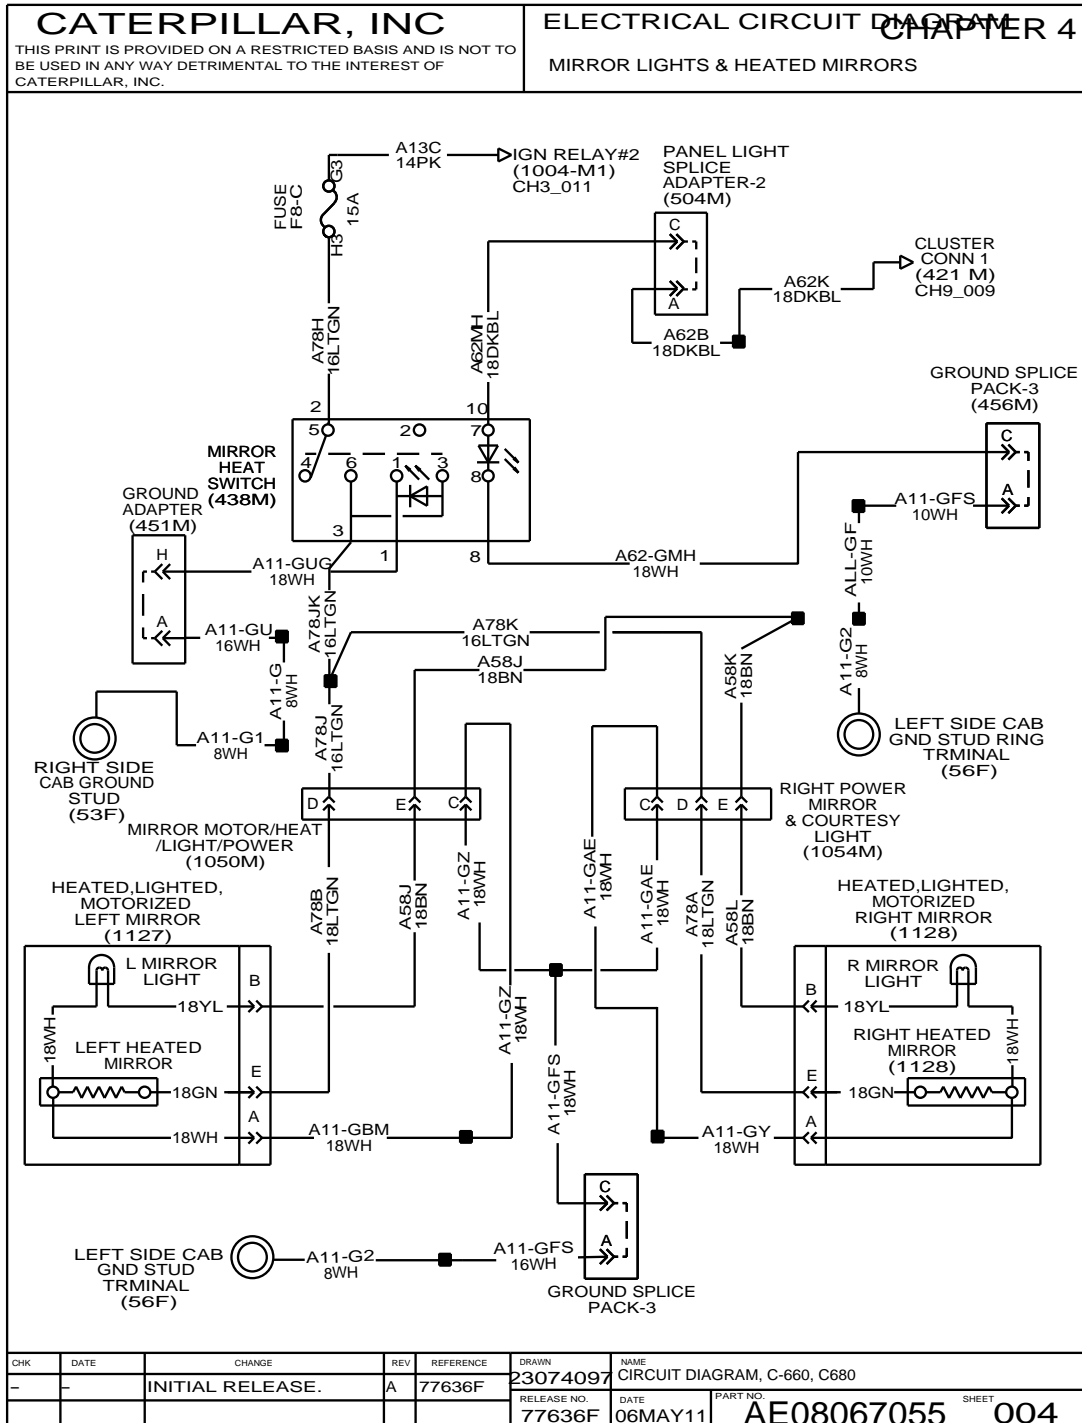 CATERPILLAR, INC
THIS PRINT IS PROVIDED ON A RESTRICTED BASIS AND IS NOT TO
BE USED IN ANY WAY DETRIMENTAL TO THE INTEREST OF
CATERPILLAR, INC.
ELECTRICAL CIRCUIT DIAGRAM
CHAPTER 4
MIRROR LIGHTS & HEATED MIRRORS
A13C
14PK
IGN RELAY#2
(1004-M1)
CH3_011
FUSE
F8-C
G3
15A
H3
PANEL LIGHT
SPLICE
ADAPTER-2
(504M)
C
A
CLUSTER
CONN 1
(421 M)
CH9_009
A62K
18DKBL
A62B
18DKBL
A78H
16LTGN
A62MH
18DKBL
GROUND SPLICE
PACK-3
(456M)
C
A
2
10
5
2
7
4
6
1
3
8
3
1
8
MIRROR
HEAT
SWITCH
(438M)
GROUND
ADAPTER
(451M)
H
A
A11-GFS
10WH
ALL-GF
10WH
A11-GUG
18WH
A62-GMH
18WH
A11-GU
16WH
A11-G
8WH
A78JK
16LTGN
A78K
16LTGN
A58J
18BN
A58K
18BN
A11-G2
8WH
A11-G1
8WH
A78J
16LTGN
RIGHT SIDE
CAB GROUND
STUD
(53F)
LEFT SIDE CAB
GND STUD RING
TRMINAL
(56F)
D
E
C
MIRROR MOTOR/HEAT
/LIGHT/POWER
(1050M)
C
D
E
RIGHT POWER
MIRROR
& COURTESY
LIGHT
(1054M)
A78B
18LTGN
A58J
18BN
A11-GZ
18WH
A11-GAE
18WH
A11-GAE
18WH
A78A
18LTGN
A58L
18BN
HEATED,LIGHTED,
MOTORIZED
LEFT MIRROR
(1127)
HEATED,LIGHTED,
MOTORIZED
RIGHT MIRROR
(1128)
L MIRROR
LIGHT
B
18YL
18WH
LEFT HEATED
MIRROR
E
18GN
A
18WH
A11-GBM
18WH
A11-GZ
18WH
A11-GFS
18WH
R MIRROR
LIGHT
B
18YL
RIGHT HEATED
MIRROR
(1128)
18WH
E
18GN
A
A11-GY
18WH
C
A
GROUND SPLICE
PACK-3
LEFT SIDE CAB
GND STUD
TRMINAL
(56F)
A11-G2
8WH
A11-GFS
16WH
CHK DATE CHANGE REV REFERENCE
– – INITIAL RELEASE. A 77636F
DRAWN
23074097
NAME
CIRCUIT DIAGRAM, C-660, C680
RELEASE NO.
77636F
DATE
06MAY11
PART NO.
AE08067055
SHEET
004